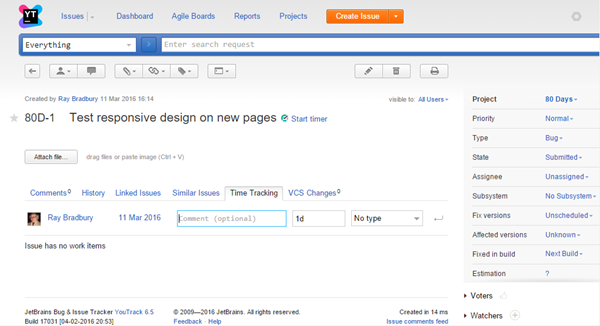 YT
Issues Dashboard Agile Boards Reports Projects Create Issue
Everything Enter search request
Created by Ray Bradbury 11 Mar 2016 16:14 visible to: All Users
80D-1 Test responsive design on new pages Start timer
Attach file... drag files or paste image (Ctrl + V)
Comments 0 History Linked Issues Similar Issues Time Tracking VCS Changes 0
Ray Bradbury 11 Mar 2016 Comment (optional) 1d No type
Issue has no work items
Project 80 Days
Priority Normal
Type Bug
State Submitted
Assignee Unassigned
Subsystem No Subsystem
Fix versions Unscheduled
Affected versions Unknown
Fixed in build Next Build
Estimation ?
Voters
Watchers
JetBrains Bug & Issue Tracker YouTrack 6.5 © 2009—2016 JetBrains. All rights reserved. Created in 14 ms
Build 17031 [04-02-2016 20:53] Feedback · Help Issue comments feed